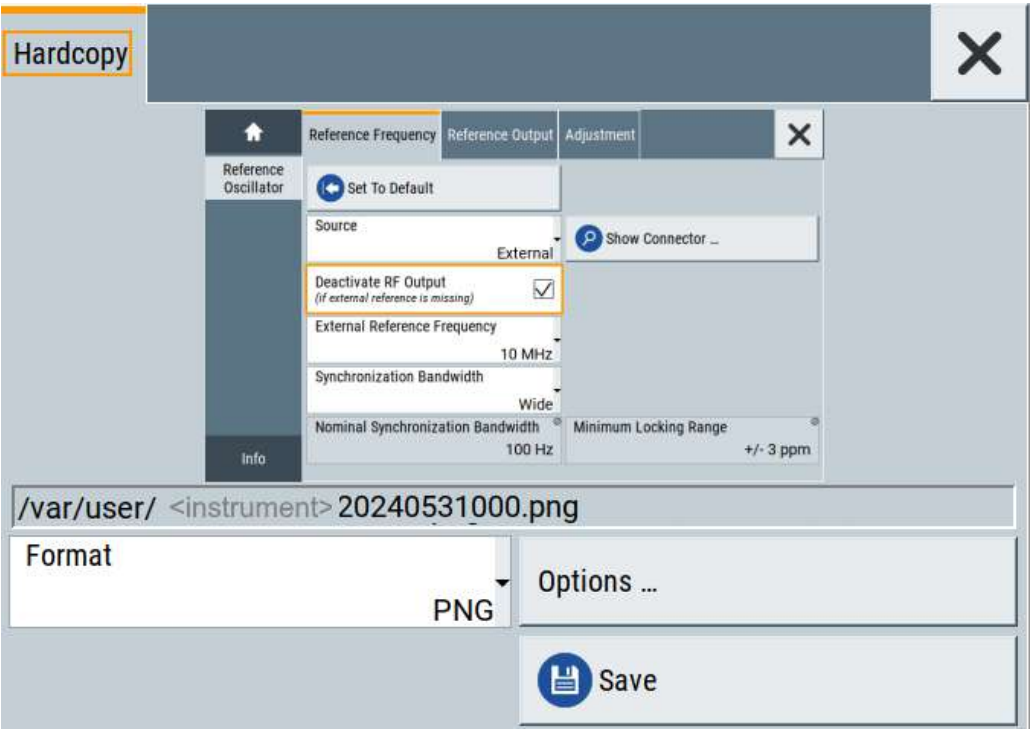 Hardcopy
Reference Frequency Reference Output Adjustment
Reference
Oscillator
Set To Default
Source
External
Show Connector ...
Deactivate RF Output
(if external reference is missing)
External Reference Frequency
10 MHz
Synchronization Bandwidth
Wide
Nominal Synchronization Bandwidth
100 Hz
Minimum Locking Range
+/- 3 ppm
Info
/var/user/ <instrument> 20240531000.png
Format
PNG
Options ...
Save